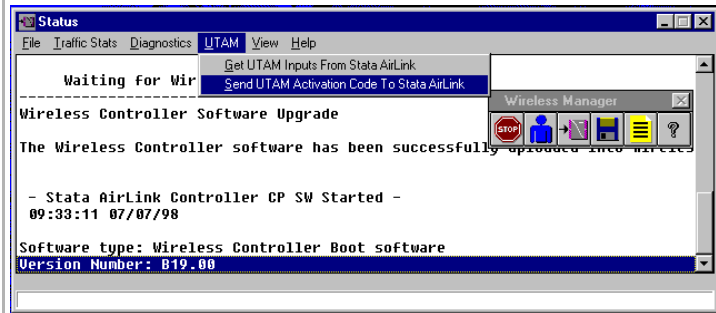 Status
File Traffic Stats Diagnostics UTAM View Help
Get UTAM Inputs From Stata AirLink
Send UTAM Activation Code To Stata AirLink
Waiting for Wir
Wireless Manager
STOP
?
Wireless Controller Software Upgrade
The Wireless Controller software has been successfully uploaded into
- Stata AirLink Controller CP SW Started -
09:33:11 07/07/98
Software type: Wireless Controller Boot software
Version Number: B19.00